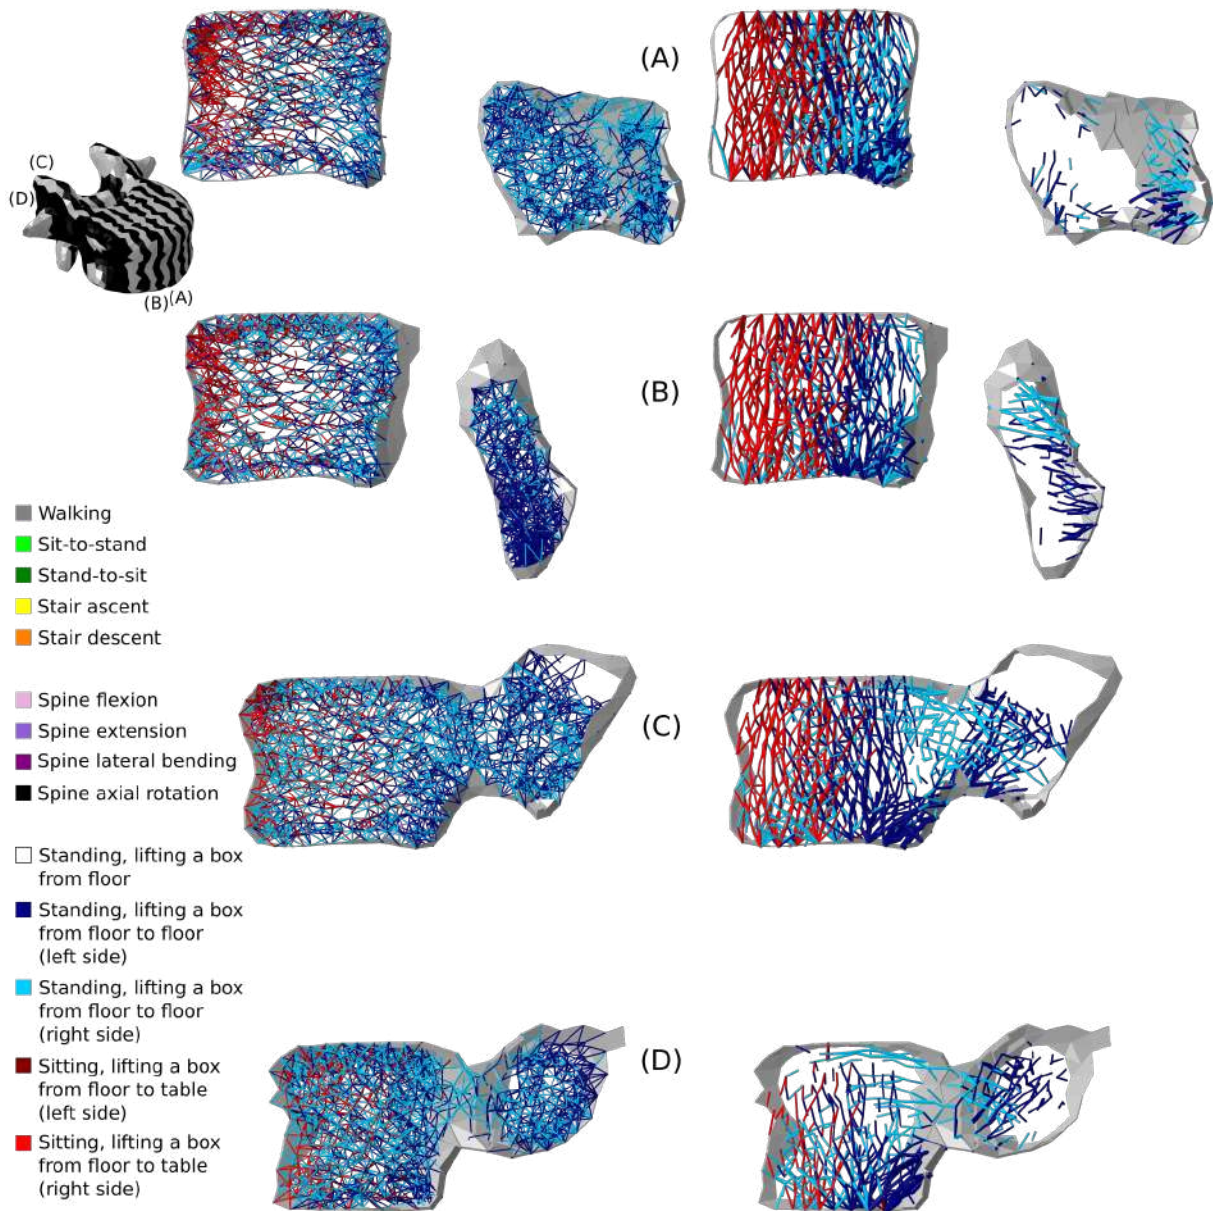 (A)
(C)
(D)
(B)(A)
(B)
Walking
Sit-to-stand
Stand-to-sit
Stair ascent
Stair descent
Spine flexion
Spine extension
Spine lateral bending
Spine axial rotation
(C)
Standing, lifting a box
from floor
Standing, lifting a box
from floor to floor
(left side)
Standing, lifting a box
from floor to floor
(right side)
(D)
Sitting, lifting a box
from floor to table
(left side)
Sitting, lifting a box
from floor to table
(right side)